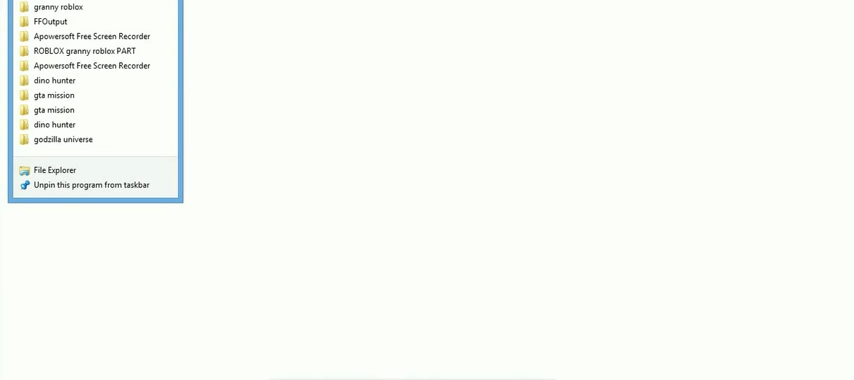 granny roblox
FFOutput
Apowersoft Free Screen Recorder
ROBLOX granny roblox PART
Apowersoft Free Screen Recorder
dino hunter
gta mission
gta mission
dino hunter
godzilla universe
File Explorer
Unpin this program from taskbar